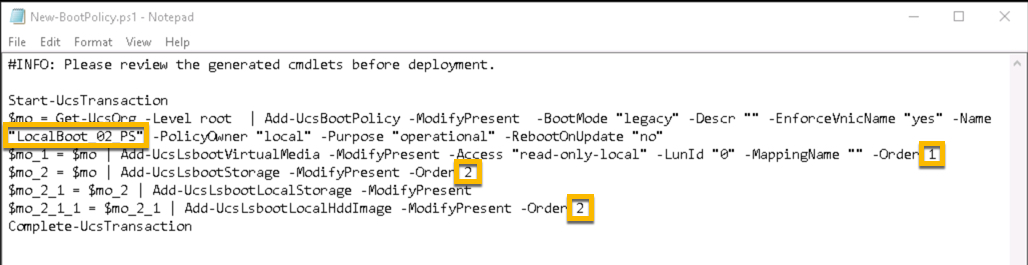 New-BootPolicy.ps1 - Notepad
File Edit Format View Help
#INFO: Please review the generated cmdlets before deployment.
Start-UcsTransaction
$mo = Get-UcsOrg -Level root | Add-UcsBootPolicy -ModifyPresent -BootMode "legacy" -Descr "" -EnforceVnicName "yes" -Name
"LocalBoot_02_PS" -PolicyOwner "local" -Purpose "operational" -RebootOnUpdate "no"
$mo_1 = $mo | Add-UcsLsbootVirtualMedia -ModifyPresent -Access "read-only-local" -LunId "0" -MappingName "" -Order 1
$mo_2 = $mo | Add-UcsLsbootStorage -ModifyPresent -Order 2
$mo_2_1 = $mo_2 | Add-UcsLsbootLocalStorage -ModifyPresent
$mo_2_1_1 = $mo_2_1 | Add-UcsLsbootLocalHddImage -ModifyPresent -Order 2
Complete-UcsTransaction